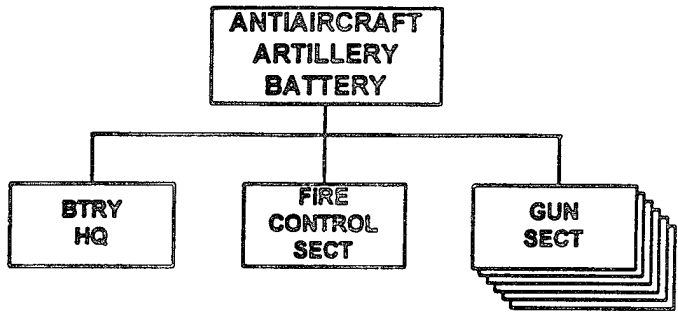 ANTIAIRCRAFT
ARTILLERY
BATTERY
BTRY
HQ
FIRE
CONTROL
SECT
GUN
SECT